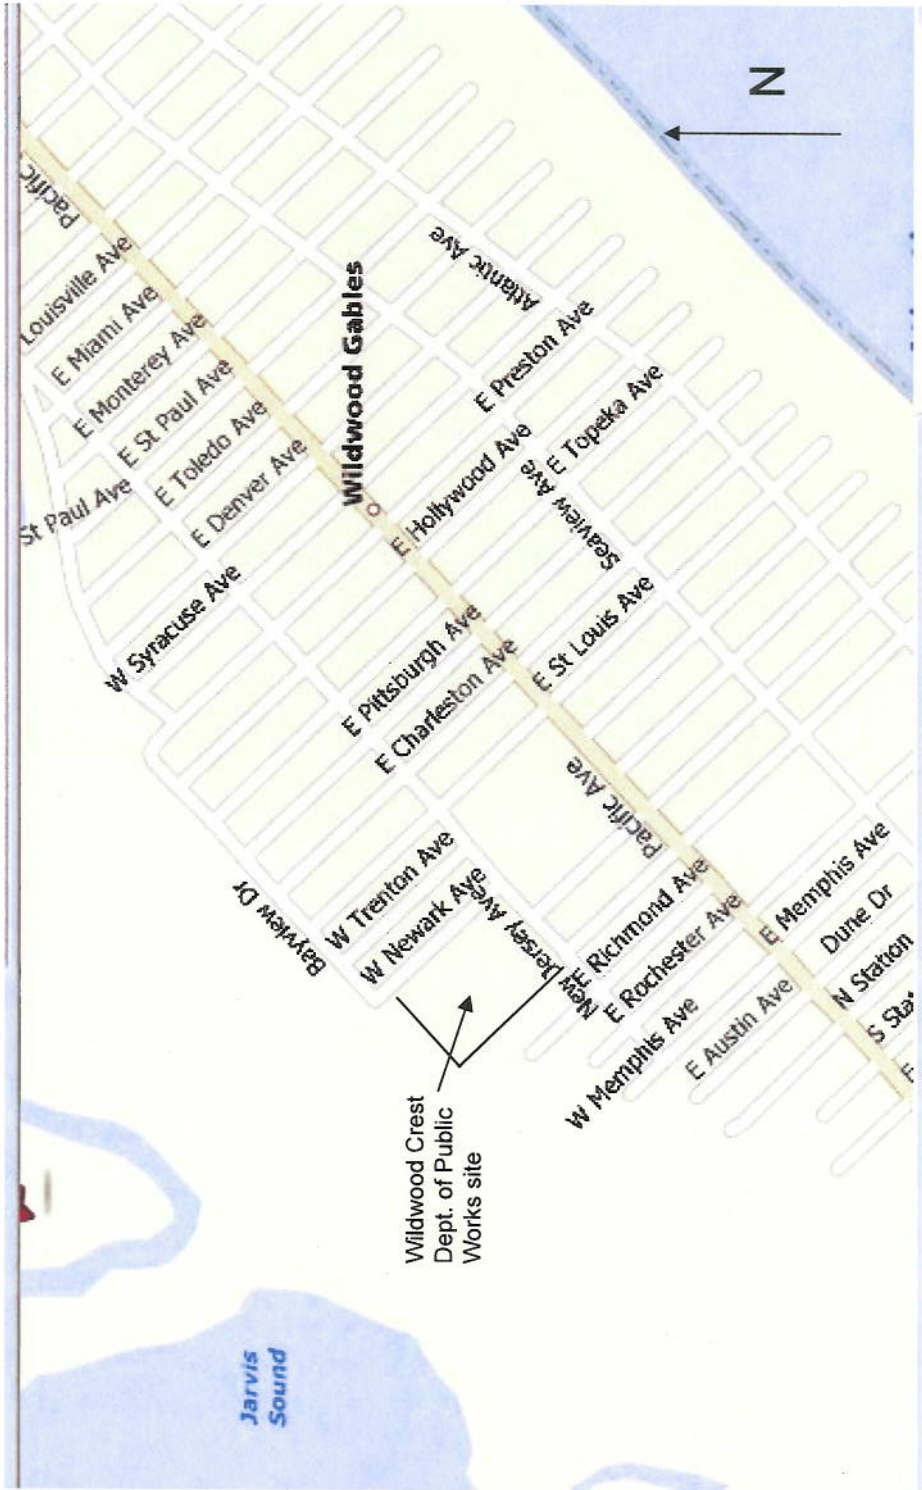 N
Pacific
Louisville Ave
E Miami Ave
E Monterey Ave
E St Paul Ave
E Toledo Ave
E Denver Ave
St Paul Ave
W Syracuse Ave
Wildwood Gables
Atlantic Ave
E Preston Ave
E Hollywood Ave
E Topeka Ave
Seaview Ave
E Pittsburgh Ave
E Charleston Ave
E St Louis Ave
Pacific Ave
Bayview Dr
W Trenton Ave
W Newark Ave
New Jersey Ave
E Richmond Ave
E Rochester Ave
E Memphis Ave
W Memphis Ave
E Austin Ave
Dune Dr
N Station
S Sta
Wildwood Crest
Dept. of Public
Works site
Jarvis
Sound